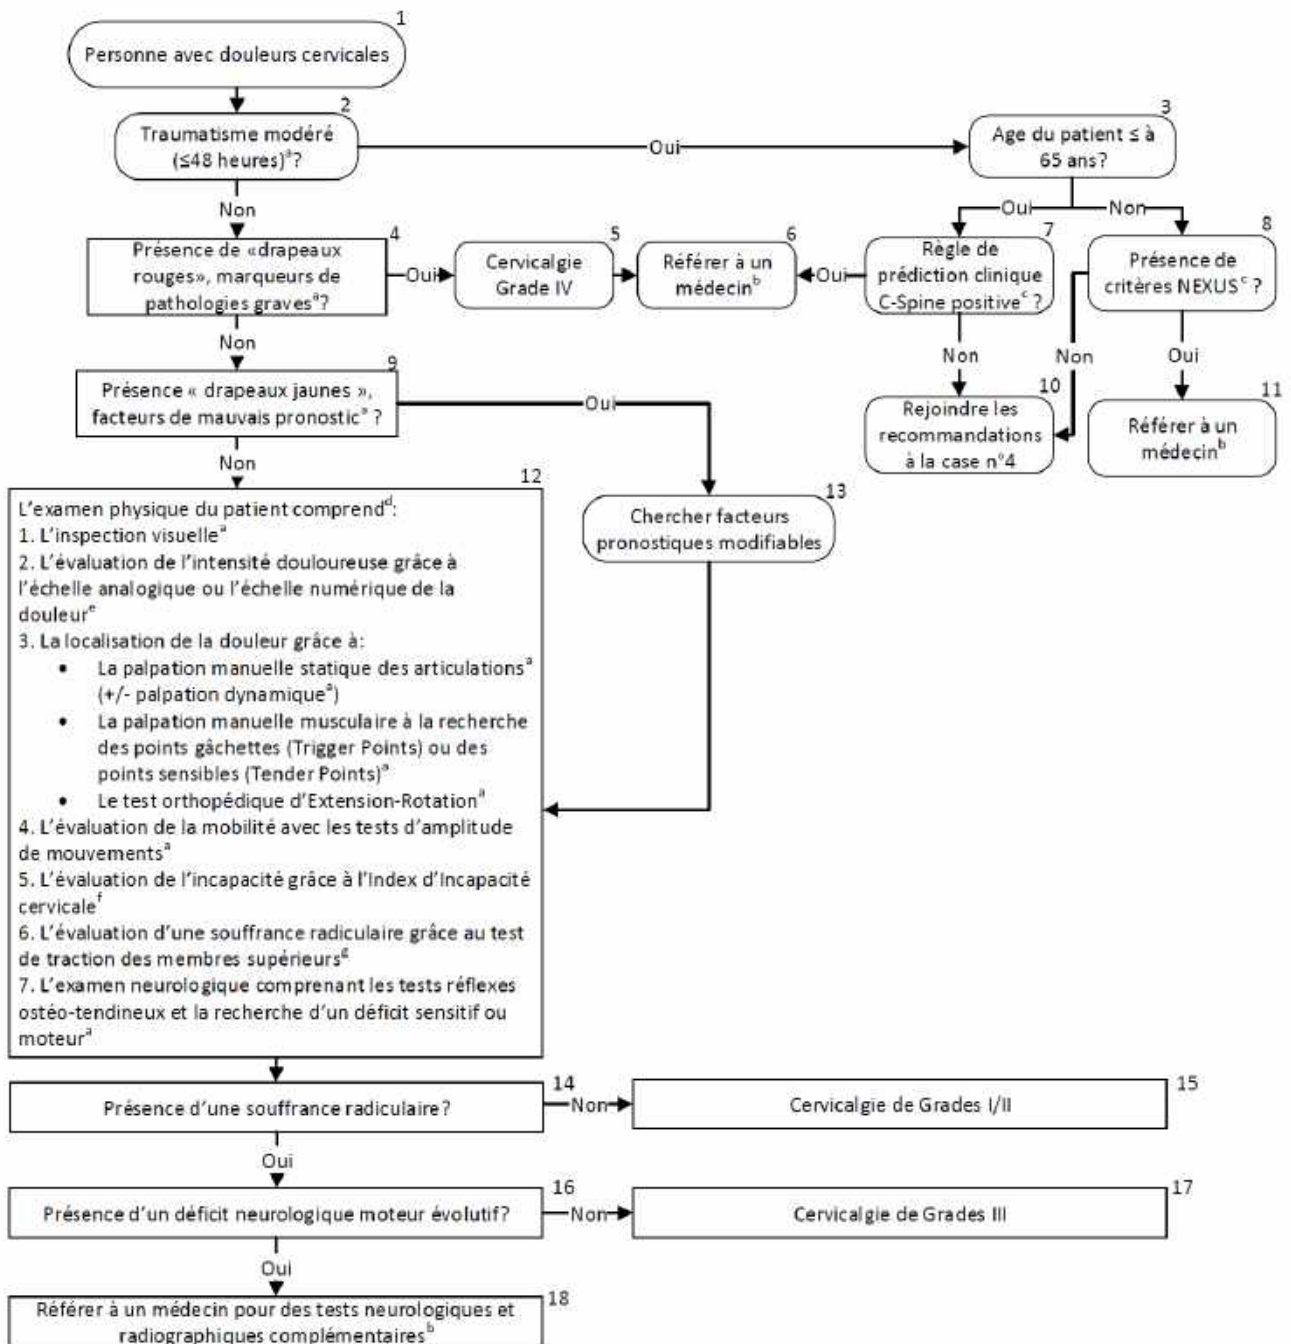 1
Personne avec douleurs cervicales
2
Traumatisme modéré
(≤48 heures)ᵃ?
Oui
3
Age du patient ≤ à
65 ans?
Non
Oui
Non
4
Présence de «drapeaux
rouges», marqueurs de
pathologies gravesᵃ?
Oui
5
Cervicalgie
Grade IV
6
Référer à un
médecinᵇ
Oui
7
Règle de
prédiction clinique
C-Spine positiveᶜ ?
8
Présence de
critères NEXUSᶜ ?
Non
Non
Non
Oui
9
Présence « drapeaux jaunes »,
facteurs de mauvais pronosticᵃ ?
Oui
10
Rejoindre les
recommandations
à la case n°4
11
Référer à un
médecinᵇ
Non
12
L'examen physique du patient comprendᵈ:
1. L'inspection visuelleᵃ
2. L'évaluation de l'intensité douloureuse grâce à
l'échelle analogique ou l'échelle numérique de la
douleurᵉ
3. La localisation de la douleur grâce à:
• La palpation manuelle statique des articulationsᵃ
(+/- palpation dynamiqueᵃ)
• La palpation manuelle musculaire à la recherche
des points gâchettes (Trigger Points) ou des
points sensibles (Tender Points)ᵃ
• Le test orthopédique d'Extension-Rotationᵃ
4. L'évaluation de la mobilité avec les tests d'amplitude
de mouvementsᵃ
5. L'évaluation de l'incapacité grâce à l'Index d'Incapacité
cervicaleᶠ
6. L'évaluation d'une souffrance radiculaire grâce au test
de traction des membres supérieursᵍ
7. L'examen neurologique comprenant les tests réflexes
ostéo-tendineux et la recherche d'un déficit sensitif ou
moteurᵃ
13
Chercher facteurs
pronostiques modifiables
14
Présence d'une souffrance radiculaire?
Non
15
Cervicalgie de Grades I/II
Oui
16
Présence d'un déficit neurologique moteur évolutif?
Non
17
Cervicalgie de Grades III
Oui
18
Référer à un médecin pour des tests neurologiques et
radiographiques complémentairesᵇ